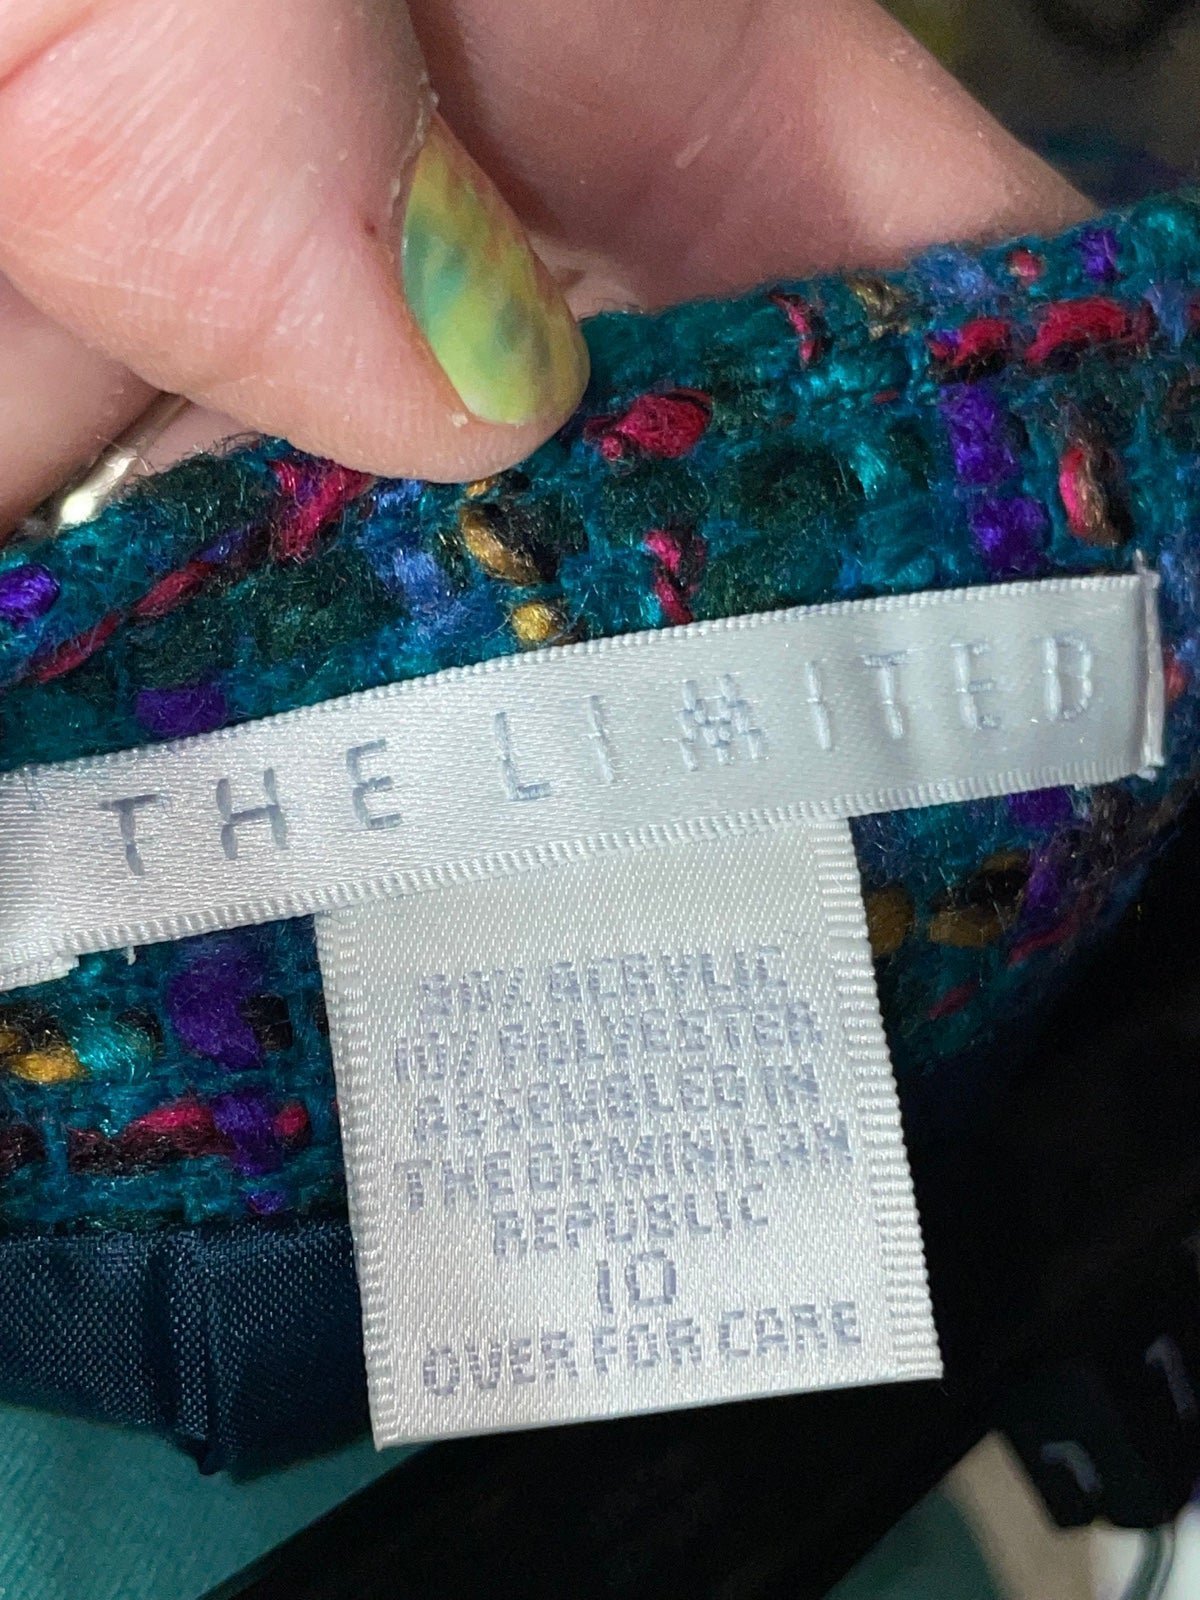 THE LIMITED
90% ACRYLIC
10% POLYESTER
ASSEMBLED IN
THE DOMINICAN
REPUBLIC
10
OVER FOR CARE